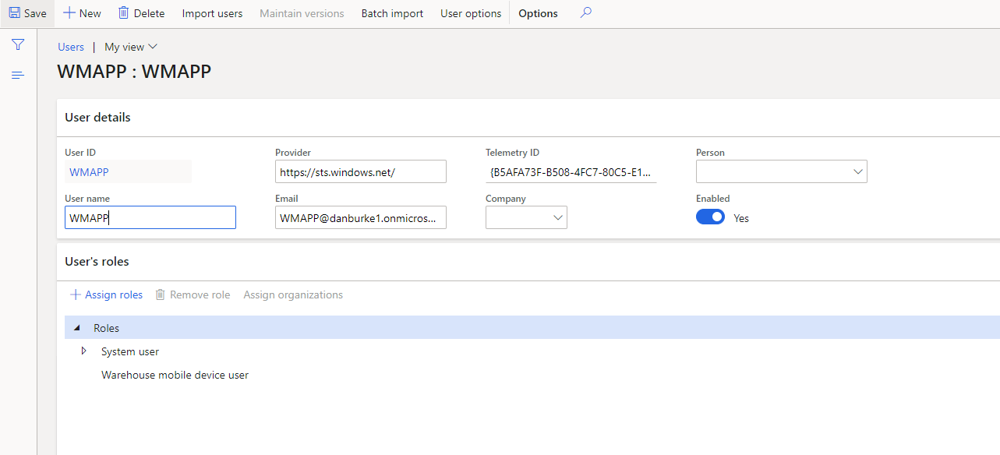 Save New Delete Import users Maintain versions Batch import User options Options
Users | My view
WMAPP : WMAPP
User details
User ID Provider Telemetry ID Person
WMAPP https://sts.windows.net/ {B5AFA73F-B508-4FC7-80C5-E1...
User name Email Company Enabled
WMAPP WMAPP@danburke1.onmicros... Yes
User's roles
Assign roles Remove role Assign organizations
Roles
System user
Warehouse mobile device user